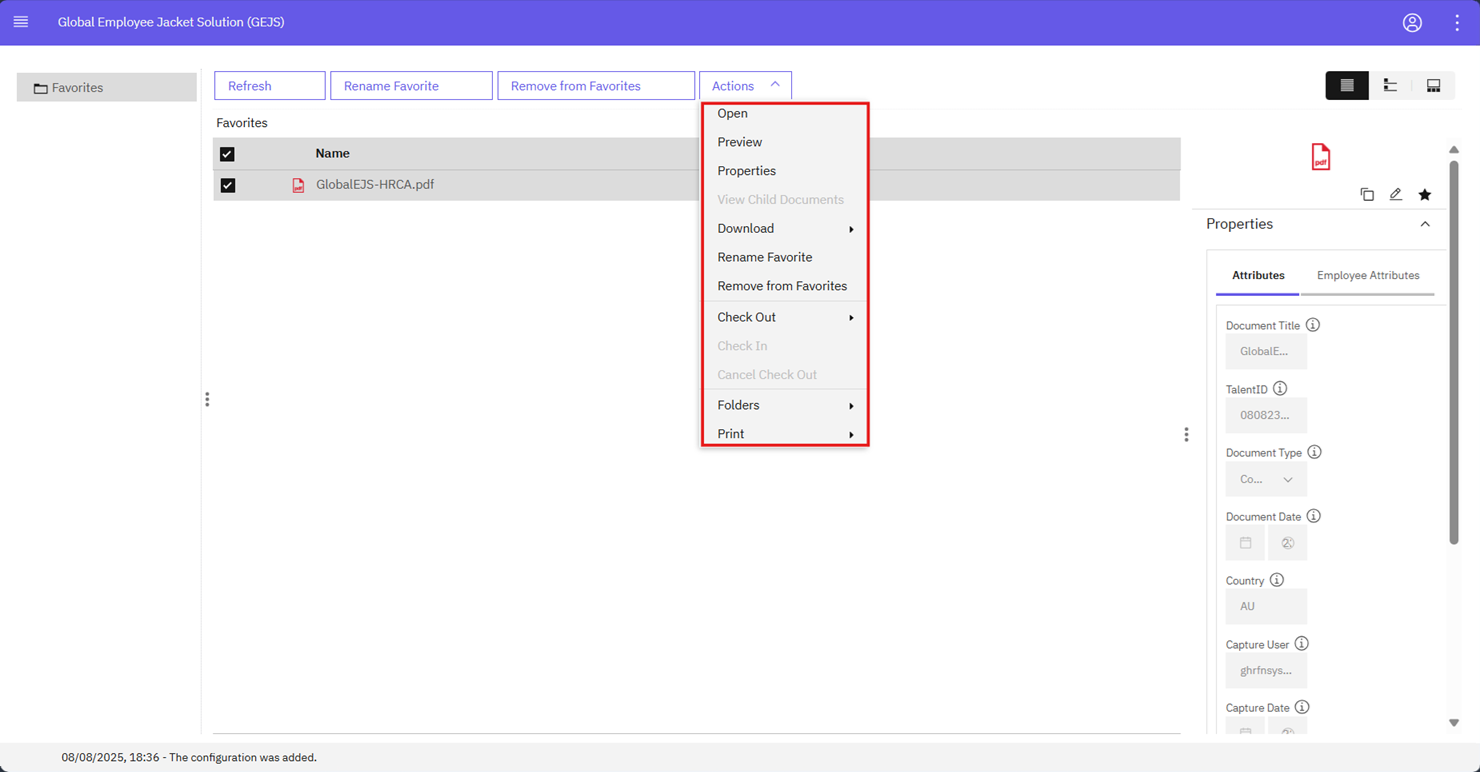 Global Employee Jacket Solution (GEJS)
Favorites
Refresh
Rename Favorite
Remove from Favorites
Actions
Favorites
Name
GlobalEJS-HRCA.pdf
Open
Preview
Properties
View Child Documents
Download
Rename Favorite
Remove from Favorites
Check Out
Check In
Cancel Check Out
Folders
Print
pdf
Properties
Attributes
Employee Attributes
Document Title
GlobalE...
TalentID
080823...
Document Type
Co...
Document Date
Country
AU
Capture User
ghrfnsys...
Capture Date
08/08/2025, 18:36 - The configuration was added.